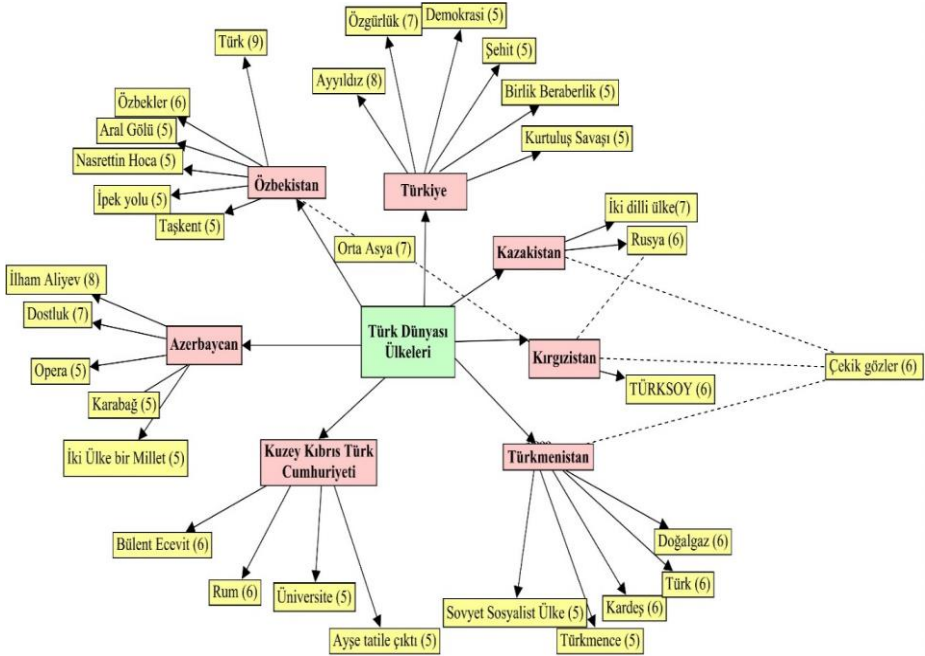 Özgürlük (7)
Demokrasi (5)
Türk (9)
Şehit (5)
Ayyıldız (8)
Birlik Beraberlik (5)
Özbekler (6)
Aral Gölü (5)
Kurtuluş Savaşı (5)
Nasrettin Hoca (5)
Özbekistan
Türkiye
İpek yolu (5)
Taşkent (5)
İki dilli ülke(7)
Orta Asya (7)
Kazakistan
Rusya (6)
İlham Aliyev (8)
Dostluk (7)
Azerbaycan
Türk Dünyası
Ülkeleri
Kırgızistan
Opera (5)
Çekik gözler (6)
TÜRKSOY (6)
Karabağ (5)
İki Ülke bir Millet (5)
Kuzey Kıbrıs Türk
Cumhuriyeti
Türkmenistan
Bülent Ecevit (6)
Doğalgaz (6)
Rum (6)
Üniversite (5)
Türk (6)
Sovyet Sosyalist Ülke (5)
Kardeş (6)
Ayşe tatile çıktı (5)
Türkmence (5)